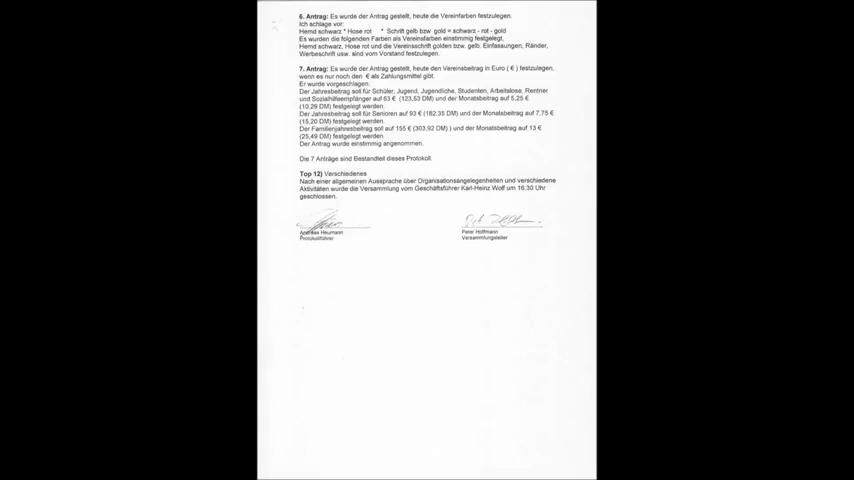 6. Antrag: Es wurde der Antrag gestellt, heute die Vereinfarben festzulegen.
Ich schlage vor:
Hemd schwarz * Hose rot * Schrift gelb bzw gold = schwarz - rot - gold
Es wurden die folgenden Farben als Vereinsfarben einstimmig festgelegt,
Hemd schwarz, Hose rot und die Vereinsschrift golden bzw. gelb. Einfassungen, Ränder,
Werbeschrift usw. sind vom Vorstand festzulegen.
7. Antrag: Es wurde der Antrag gestellt, heute den Vereinsbeitrag in Euro ( € ) festzulegen,
wenn es nur noch den € als Zahlungsmittel gibt.
Er wurde vorgeschlagen:
Der Jahresbeitrag soll für Schüler, Jugend, Jugendliche, Studenten, Arbeitslose, Rentner
und Sozialhilfeempfänger auf 63 € (123,53 DM) und der Monatsbeitrag auf 5,25 €
(10,29 DM) festgelegt werden.
Der Jahresbeitrag soll für Senioren auf 93 € (182,35 DM) und der Monatsbeitrag auf 7,75 €
(15,20 DM) festgelegt werden.
Der Familienjahresbeitrag soll auf 155 € (303,92 DM) ) und der Monatsbeitrag auf 13 €
(25,49 DM) festgelegt werden.
Der Antrag wurde einstimmig angenommen.
Die 7 Anträge sind Bestandteil dieses Protokoll.
Top 12) Verschiedenes
Nach einer allgemeinen Aussprache über Organisationsangelegenheiten und verschiedene
Aktivitäten wurde die Versammlung vom Geschäftsführer Karl-Heinz Wolf um 16.30 Uhr
geschlossen.
Andreas Heumann
Protokollführer
Peter Hoffmann
Versammlungsleiter